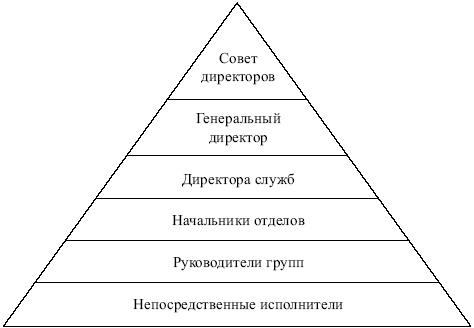 Совет
директоров
Генеральный
директор
Директора служб
Начальники отделов
Руководители групп
Непосредственные исполнители